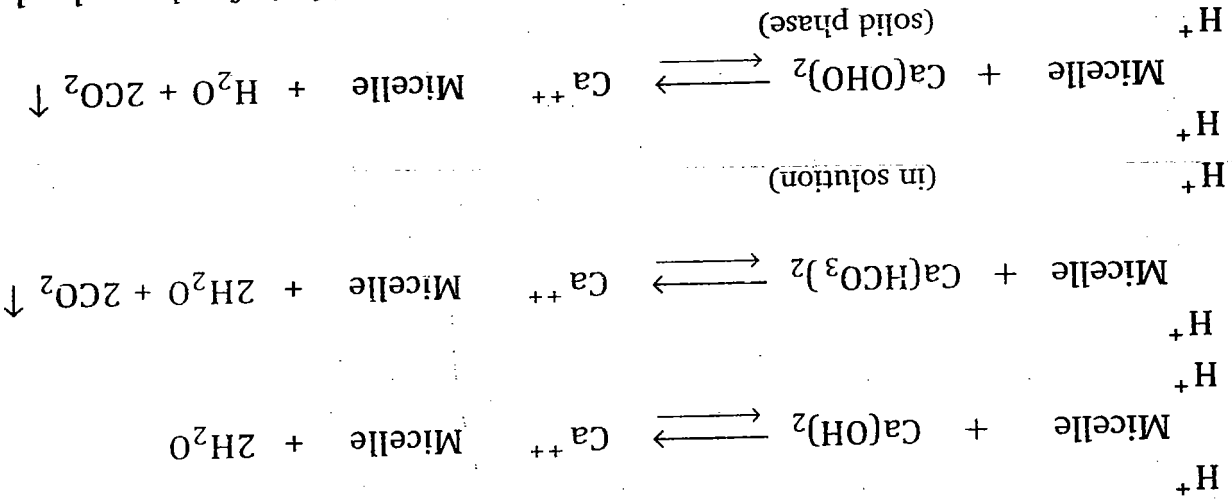 H+
Micelle + Ca(OH)₂ ⇌ Ca++ Micelle + 2H₂O
H+
H+
Micelle + Ca(HCO₃)₂ ⇌ Ca++ Micelle + 2H₂O + 2CO₂ ↑
H+ (in solution)
H+
Micelle + Ca(OHO)₂ ⇌ Ca++ Micelle + H₂O + 2CO₂ ↑
H+ (solid phase)